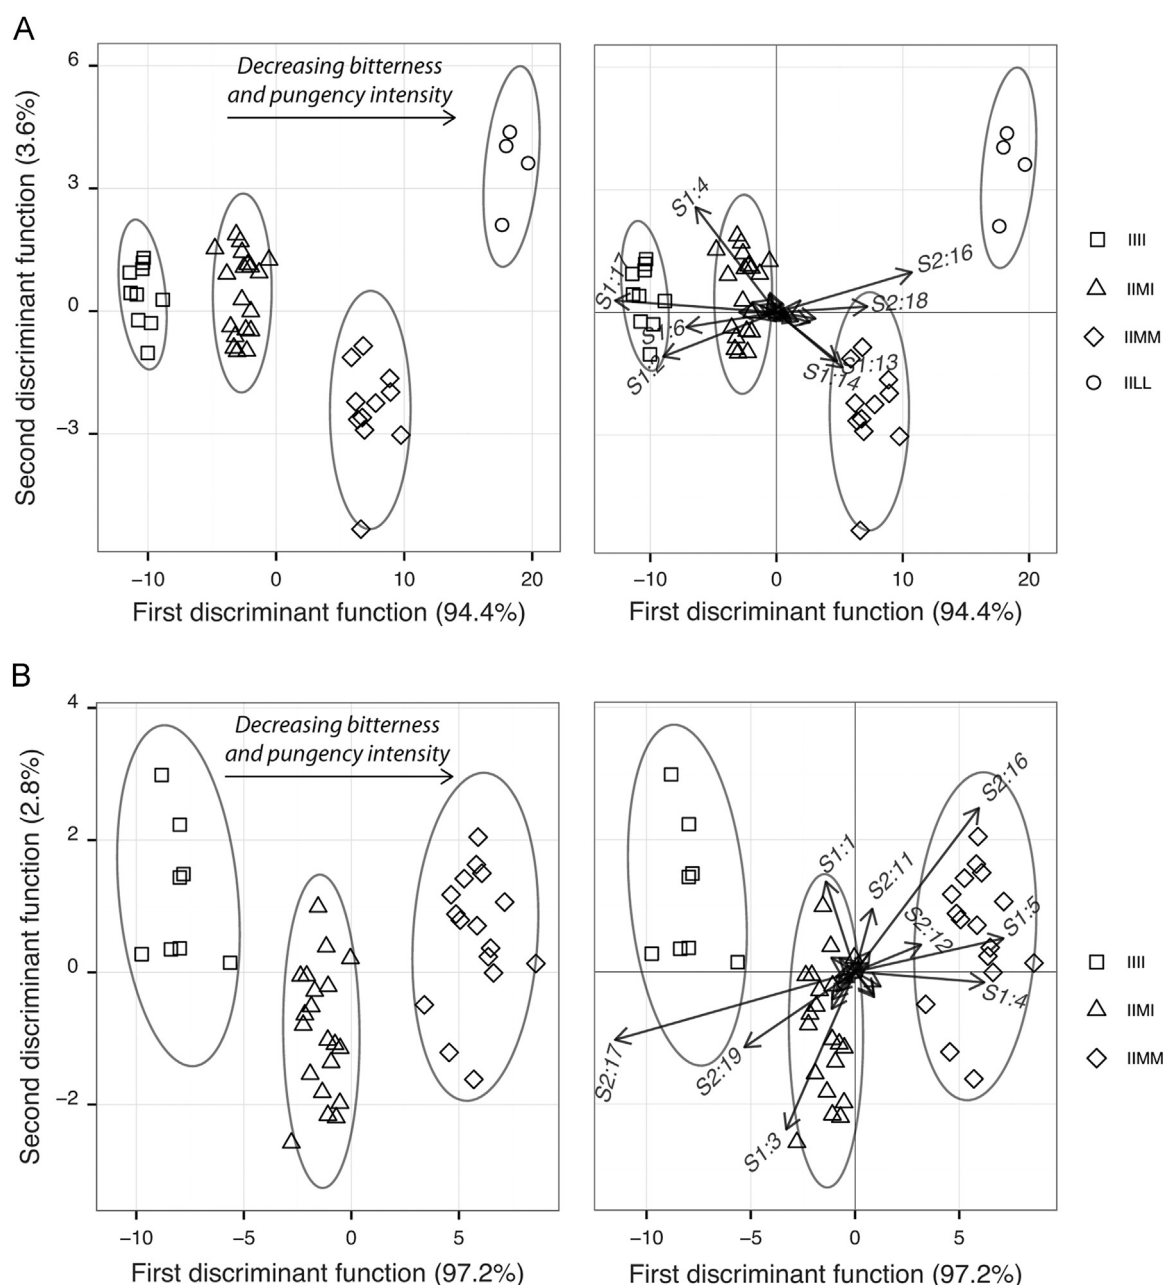 A
6
3
0
−3
Second discriminant function (3.6%)
Decreasing bitterness
and pungency intensity
−10
0
10
20
First discriminant function (94.4%)
S1:4
S1:17
S1:6
S1:2
S2:16
S2:18
S1:13
S1:14
−10
0
10
20
First discriminant function (94.4%)
IIII
IIMI
IIMM
IILL
B
4
2
0
−2
Second discriminant function (2.8%)
Decreasing bitterness
and pungency intensity
−10
−5
0
5
First discriminant function (97.2%)
S2:16
S1:1
S2:11
S2:12
S1:5
S1:4
S2:17
S2:19
S1:3
−10
−5
0
5
First discriminant function (97.2%)
IIII
IIMI
IIMM